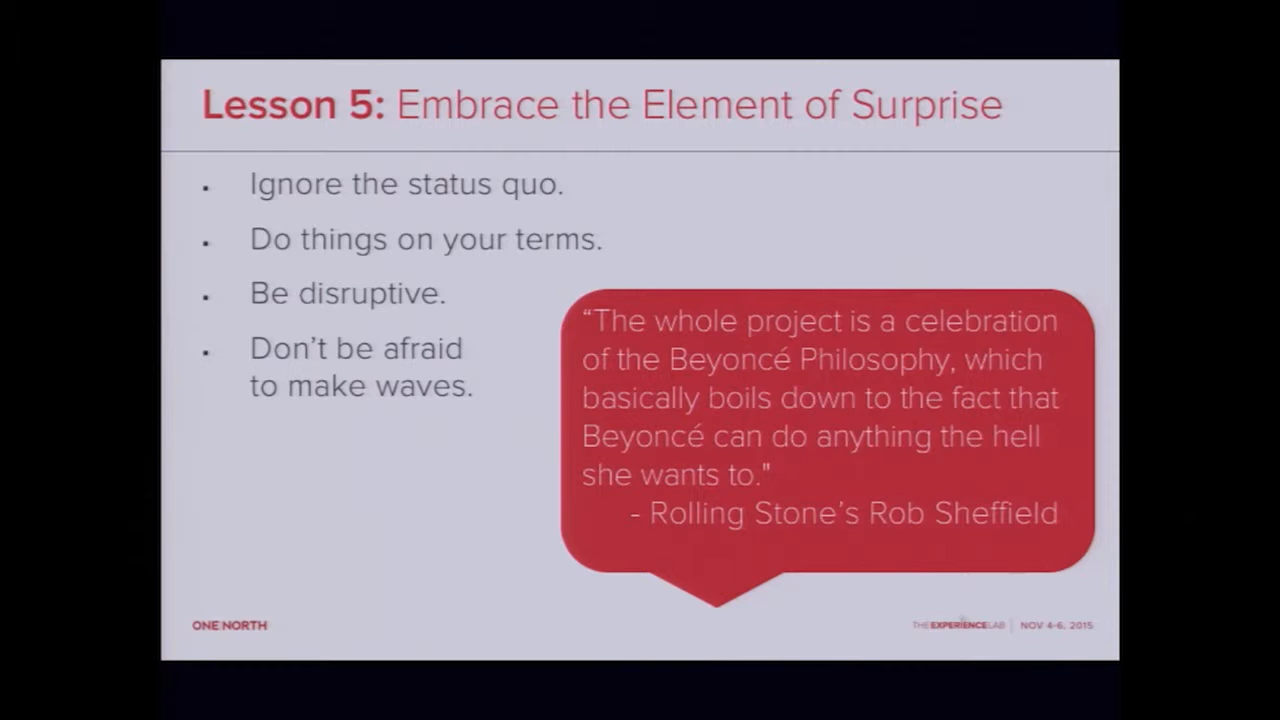 Lesson 5: Embrace the Element of Surprise
▪ Ignore the status quo.
▪ Do things on your terms.
▪ Be disruptive.
▪ Don’t be afraid
to make waves.
“The whole project is a celebration
of the Beyoncé Philosophy, which
basically boils down to the fact that
Beyoncé can do anything the hell
she wants to."
- Rolling Stone’s Rob Sheffield
ONE NORTH
THE EXPERIENCE LAB | NOV 4-6, 2015